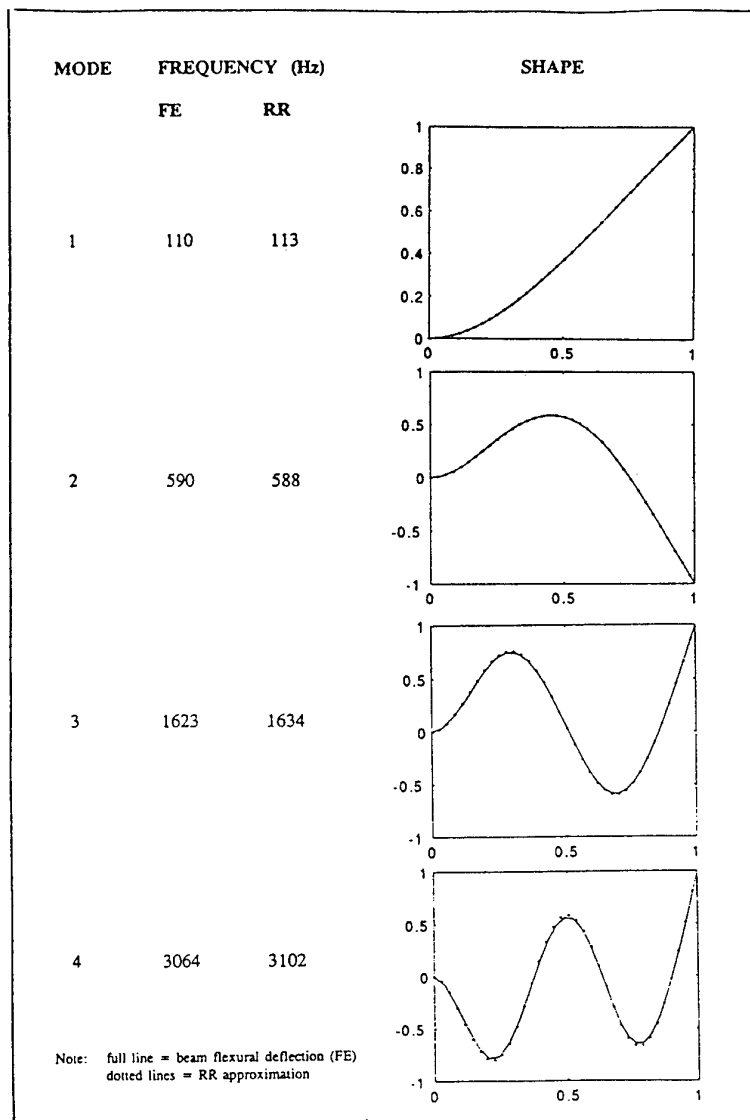 MODE FREQUENCY (Hz) SHAPE
FE RR
1
0.8
0.6
1 110 113
0.4
0.2
0
0 0.5 1
1
0.5
2 590 588
0
-0.5
-1
0 0.5 1
1
0.5
3 1623 1634
0
-0.5
-1
0 0.5 1
1
0.5
4 3064 3102
0
-0.5
-1
0 0.5 1
Note: full line = beam flexural deflection (FE)
dotted lines = RR approximation